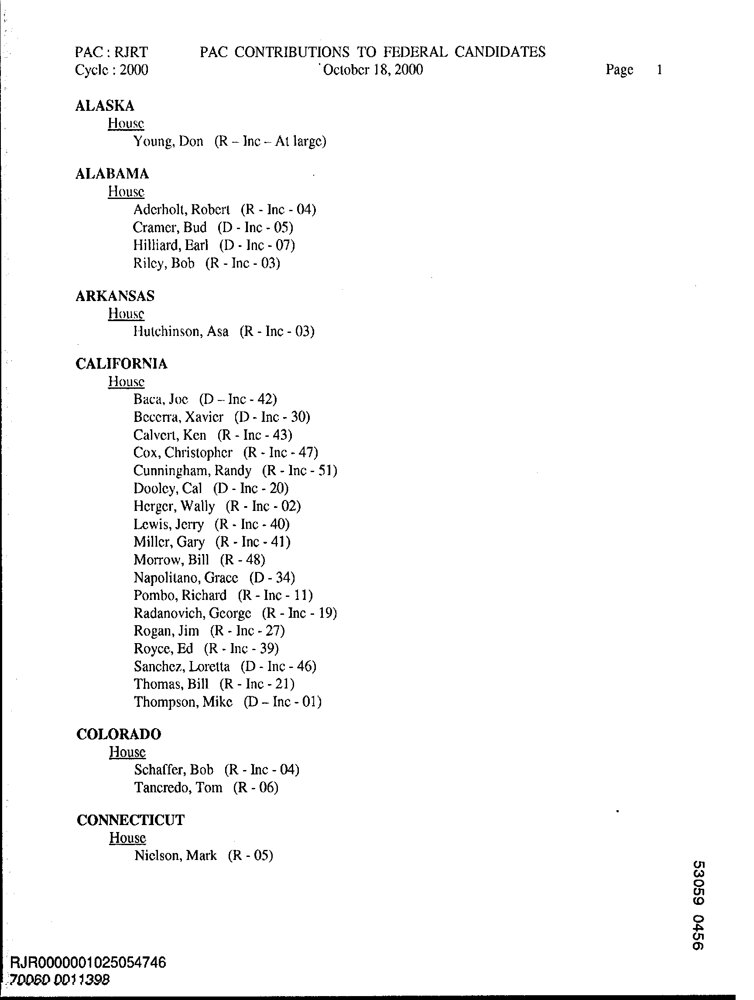 PAC : RJRT PAC CONTRIBUTIONS TO FEDERAL CANDIDATES
Cycle : 2000 October 18, 2000 Page 1
ALASKA
House
Young, Don (R – Inc – At large)
ALABAMA
House
Aderholt, Robert (R - Inc - 04)
Cramer, Bud (D - Inc - 05)
Hilliard, Earl (D - Inc - 07)
Riley, Bob (R - Inc - 03)
ARKANSAS
House
Hutchinson, Asa (R - Inc - 03)
CALIFORNIA
House
Baca, Joe (D – Inc - 42)
Becerra, Xavier (D - Inc - 30)
Calvert, Ken (R - Inc - 43)
Cox, Christopher (R - Inc - 47)
Cunningham, Randy (R - Inc - 51)
Dooley, Cal (D - Inc - 20)
Herger, Wally (R - Inc - 02)
Lewis, Jerry (R - Inc - 40)
Miller, Gary (R - Inc - 41)
Morrow, Bill (R - 48)
Napolitano, Grace (D - 34)
Pombo, Richard (R - Inc - 11)
Radanovich, George (R - Inc - 19)
Rogan, Jim (R - Inc - 27)
Royce, Ed (R - Inc - 39)
Sanchez, Loretta (D - Inc - 46)
Thomas, Bill (R - Inc - 21)
Thompson, Mike (D – Inc - 01)
COLORADO
House
Schaffer, Bob (R - Inc - 04)
Tancredo, Tom (R - 06)
CONNECTICUT
House
Nielson, Mark (R - 05)
53059 0456
RJR0000001025054746
70060 0011398